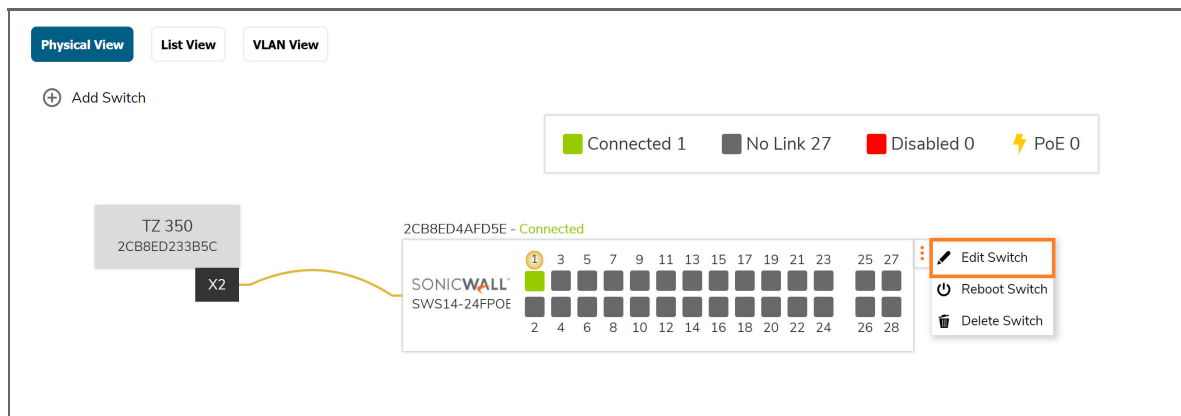 Physical View List View VLAN View
Add Switch
Connected 1 No Link 27 Disabled 0 PoE 0
TZ 350
2CB8ED233B5C
X2
2CB8ED4AFD5E - Connected
1 3 5 7 9 11 13 15 17 19 21 23 25 27
SONICWALL
SWS14-24FPOE
2 4 6 8 10 12 14 16 18 20 22 24 26 28
Edit Switch
Reboot Switch
Delete Switch